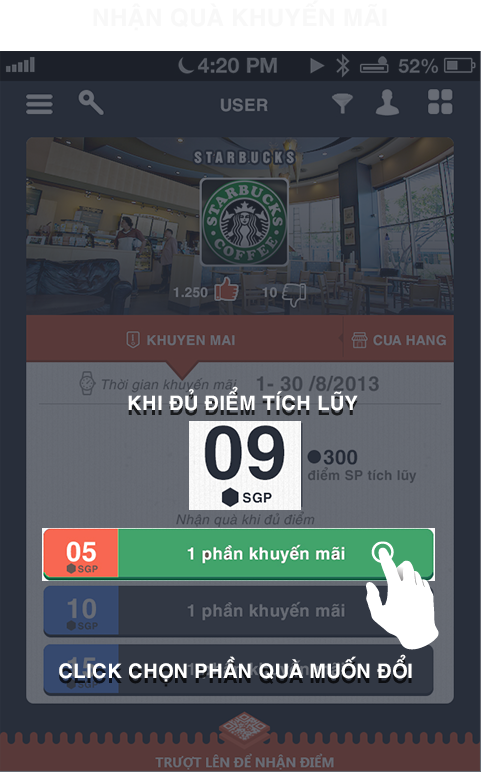 NHẬN QUÀ KHUYẾN MÃI
4:20 PM 52%
USER
STARBUCKS
STARBUCKS COFFEE
1.250 10
KHUYEN MAI CUA HANG
Thời gian khuyến mãi 1- 30 /8/2013
KHI ĐỦ ĐIỂM TÍCH LŨY
09
SGP
300
điểm SP tích lũy
Nhận quà khi đủ điểm
05 SGP 1 phần khuyến mãi
10 SGP 1 phần khuyến mãi
15
CLICK CHỌN PHẦN QUÀ MUỐN ĐỔI
TRƯỢT LÊN ĐỂ NHẬN ĐIỂM